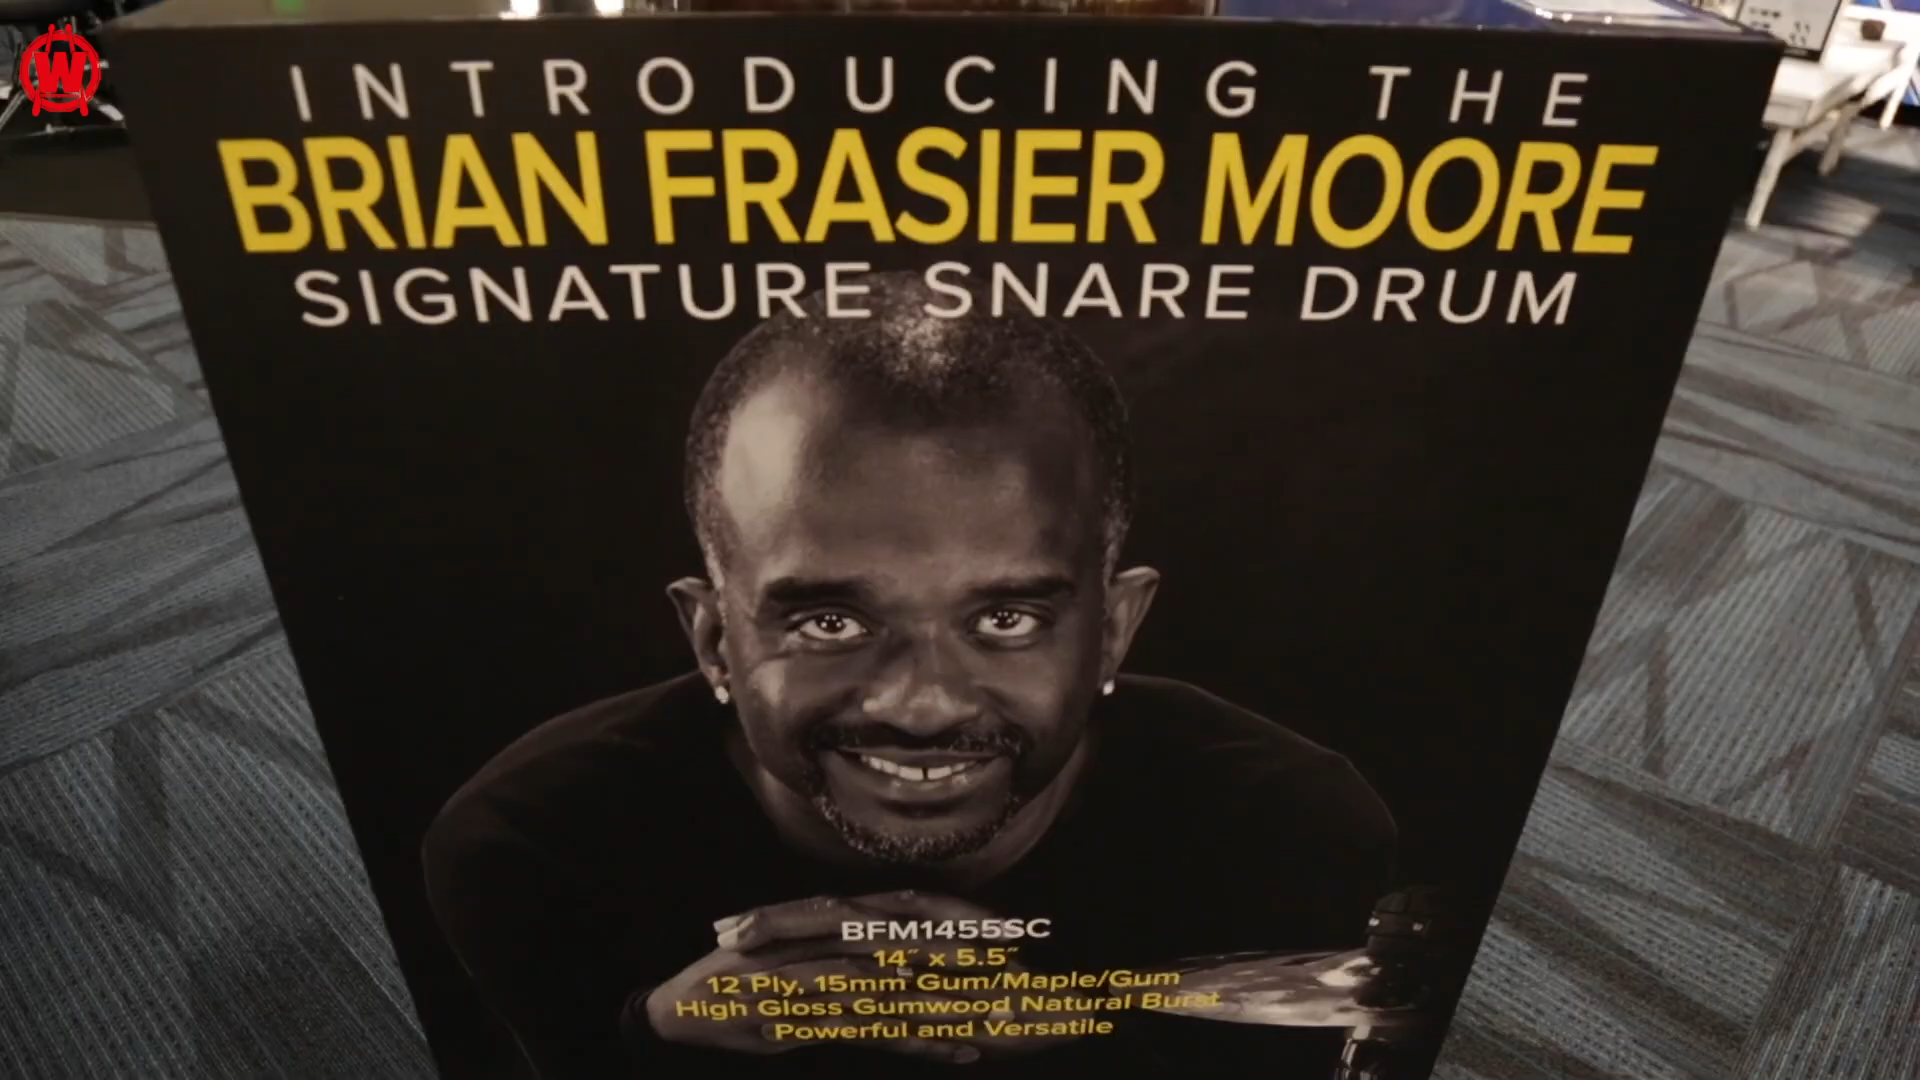 W
INTRODUCING THE
BRIAN FRASIER MOORE
SIGNATURE SNARE DRUM
BFM1455SC
14″ x 5.5″
12 Ply, 15mm Gum/Maple/Gum
High Gloss Gumwood Natural Burst
Powerful and Versatile